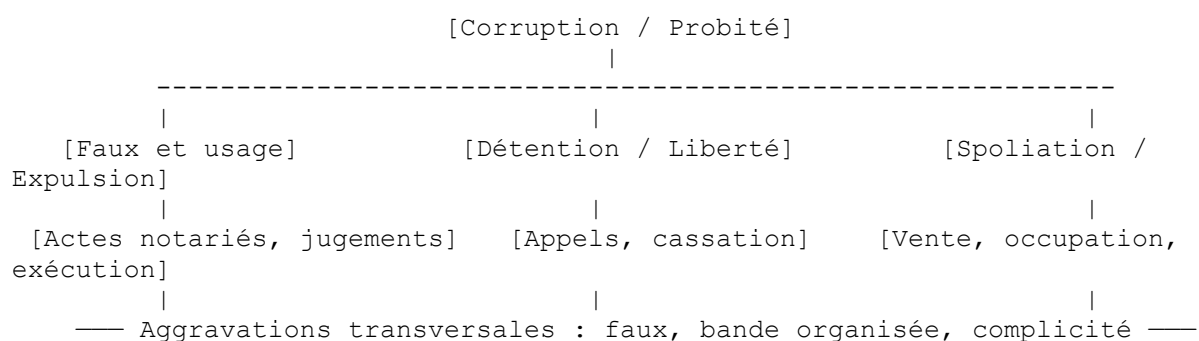 [Corruption / Probité]
|
------------------------------------------------------------
| | |
[Faux et usage] [Détention / Liberté] [Spoliation /
Expulsion]
| | |
[Actes notariés, jugements] [Appels, cassation] [Vente, occupation,
exécution]
| | |
─── Aggravations transversales : faux, bande organisée, complicité ───